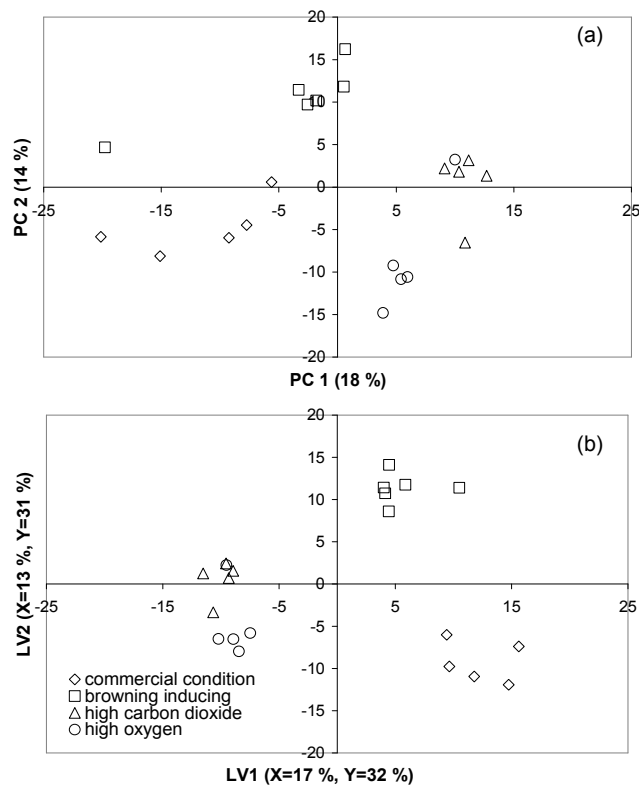 20
(a)
15
10
5
0
-25 -15 -5 5 15 25
-5
-10
-15
-20
PC 2 (14 %)
PC 1 (18 %)
20
(b)
15
10
5
0
-25 -15 -5 5 15 25
-5
-10
-15
-20
LV2 (X=13 %, Y=31 %)
commercial condition
browning inducing
high carbon dioxide
high oxygen
LV1 (X=17 %, Y=32 %)